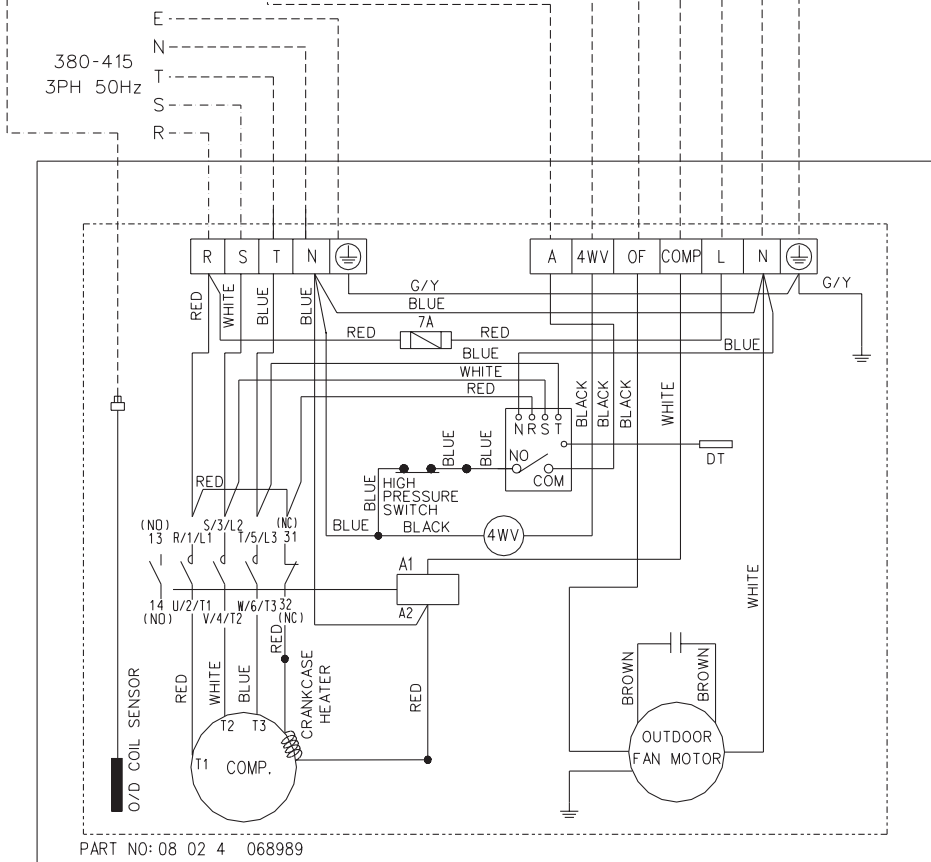 E
N
380-415
3PH 50Hz
T
S
R
R S T N
A 4WV OF COMP L N
G/Y
G/Y
BLUE
RED
WHITE
BLUE
BLUE
7A
RED
RED
BLUE
BLUE
WHITE
RED
BLACK
BLACK
BLACK
WHITE
N R S T
NO
COM
DT
BLUE
BLUE
HIGH
PRESSURE
SWITCH
BLUE
RED
BLUE
BLACK
4WV
(NO)
13
R/1/L1
S/3/L2
T/5/L3
(NC)
31
A1
A2
14
(NO)
U/2/T1
V/4/T2
W/6/T3
32
(NC)
RED
WHITE
RED
WHITE
BLUE
CRANKCASE
HEATER
RED
BROWN
BROWN
T1
T2
T3
COMP.
OUTDOOR
FAN MOTOR
O/D COIL SENSOR
PART NO: 08 02 4 068989